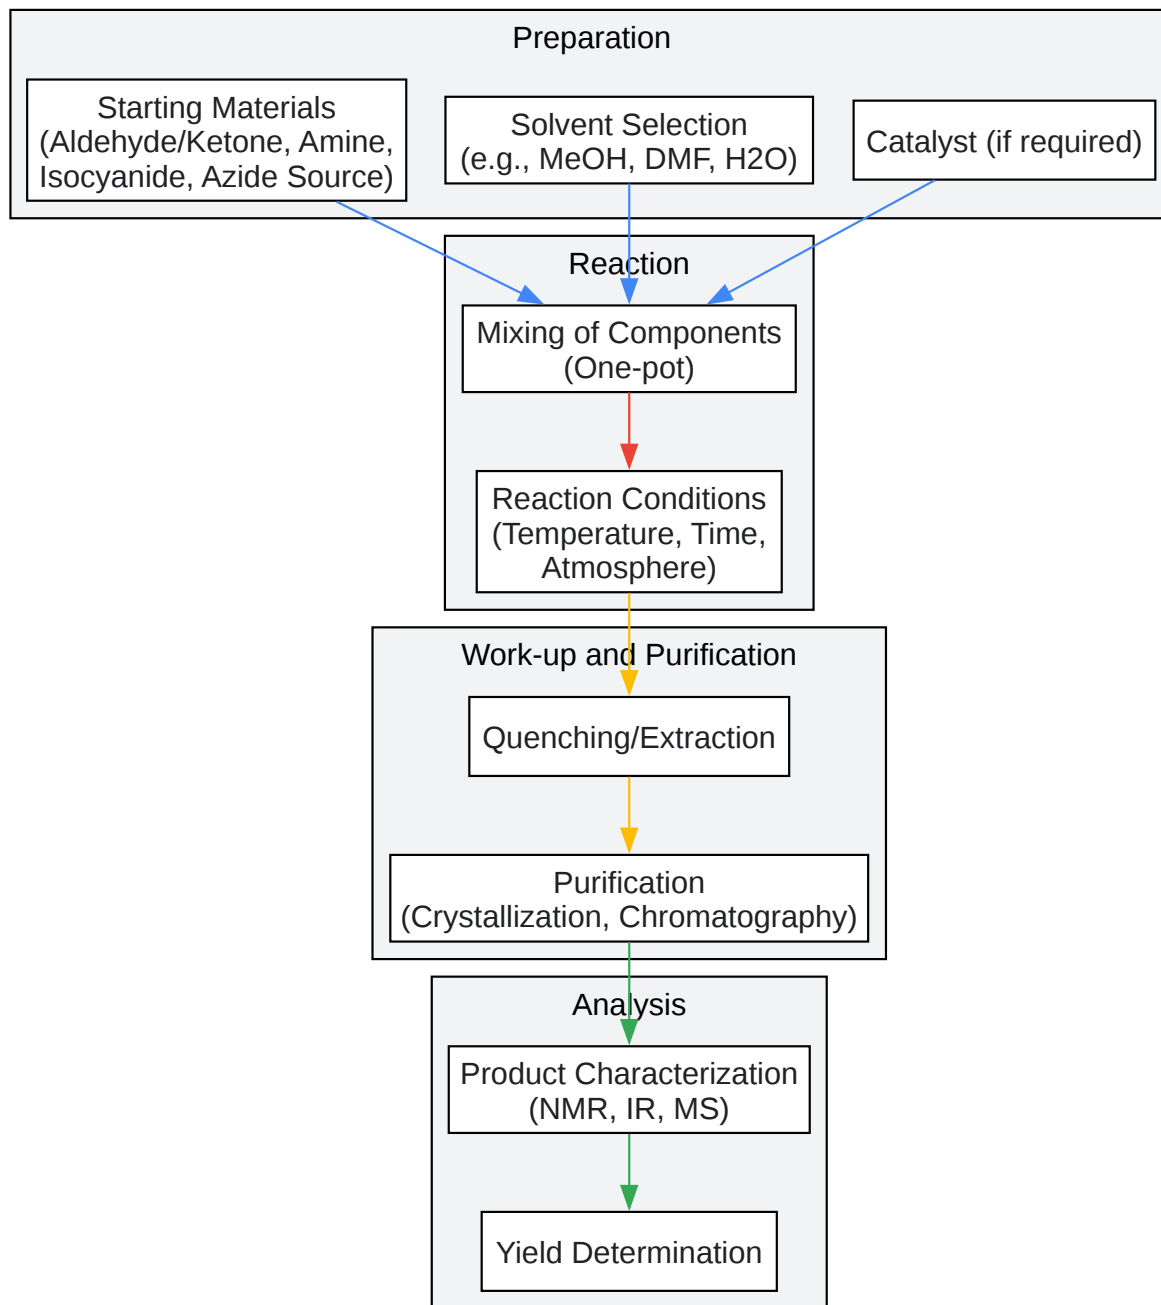 Preparation
Starting Materials
(Aldehyde/Ketone, Amine,
Isocyanide, Azide Source)
Solvent Selection
(e.g., MeOH, DMF, H2O)
Catalyst (if required)
Reaction
Mixing of Components
(One-pot)
Reaction Conditions
(Temperature, Time,
Atmosphere)
Work-up and Purification
Quenching/Extraction
Purification
(Crystallization, Chromatography)
Analysis
Product Characterization
(NMR, IR, MS)
Yield Determination